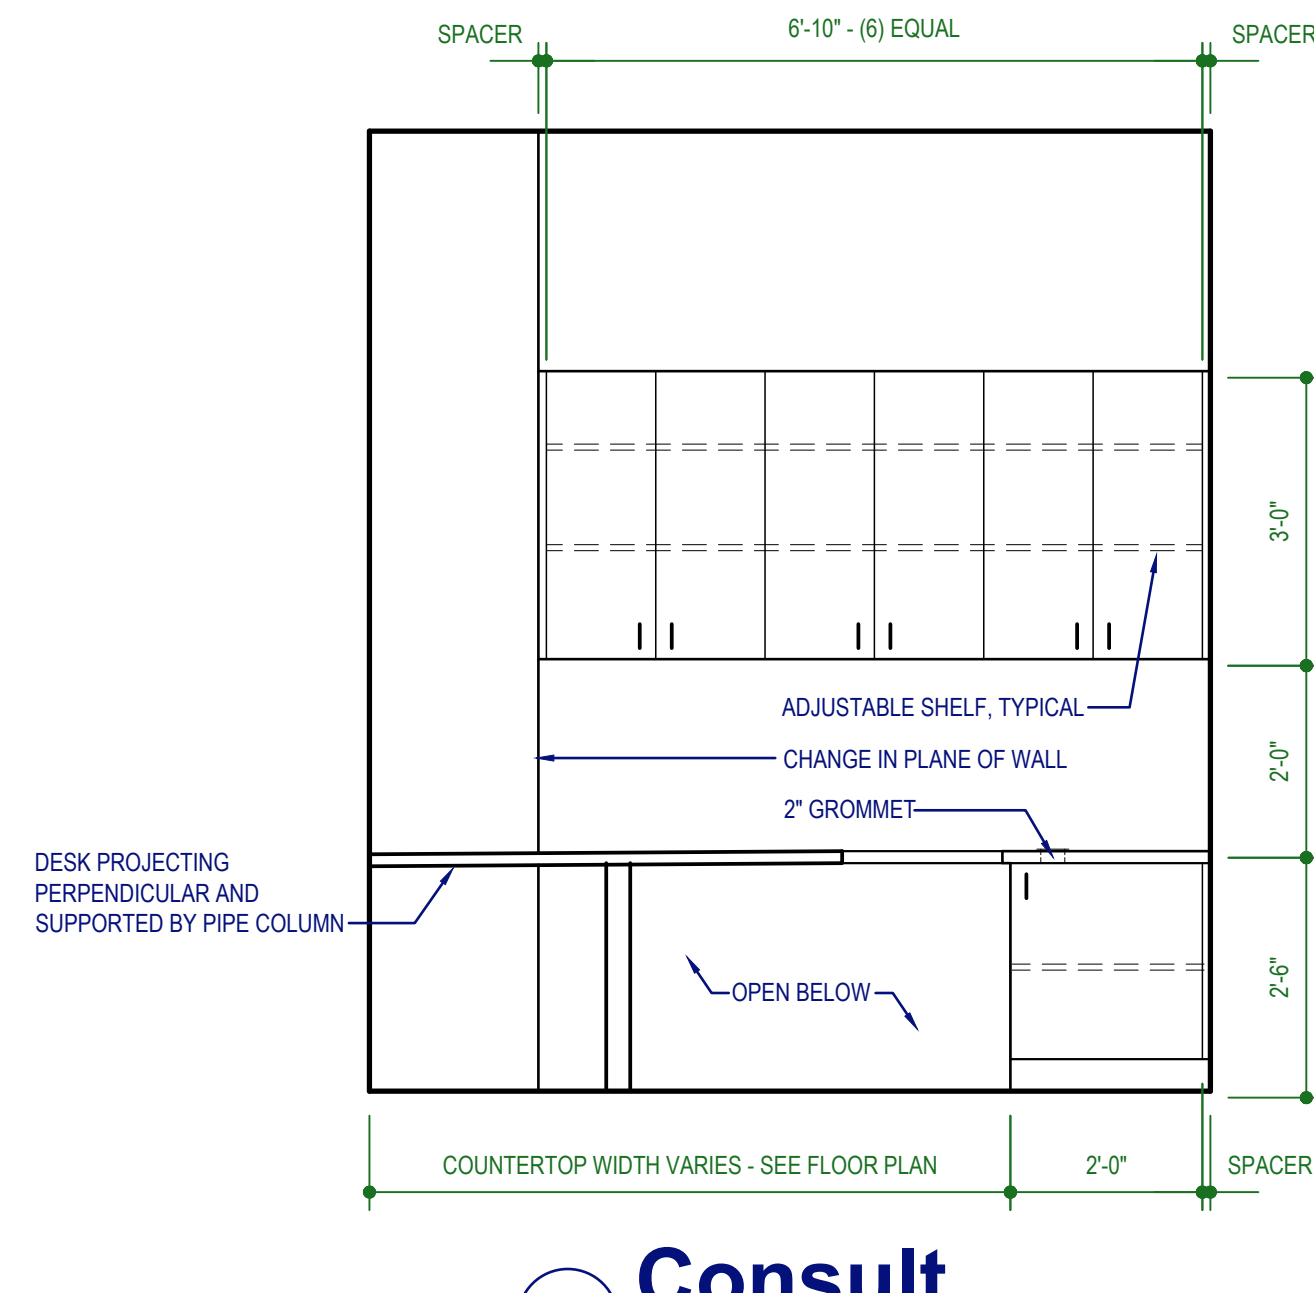 SPACER
6'-10" - (6) EQUAL
SPACER
3'-0"
ADJUSTABLE SHELF, TYPICAL
CHANGE IN PLANE OF WALL
2'-0"
2" GROMMET
DESK PROJECTING
PERPENDICULAR AND
SUPPORTED BY PIPE COLUMN
OPEN BELOW
2'-6"
COUNTERTOP WIDTH VARIES - SEE FLOOR PLAN
2'-0"
SPACER
Consult